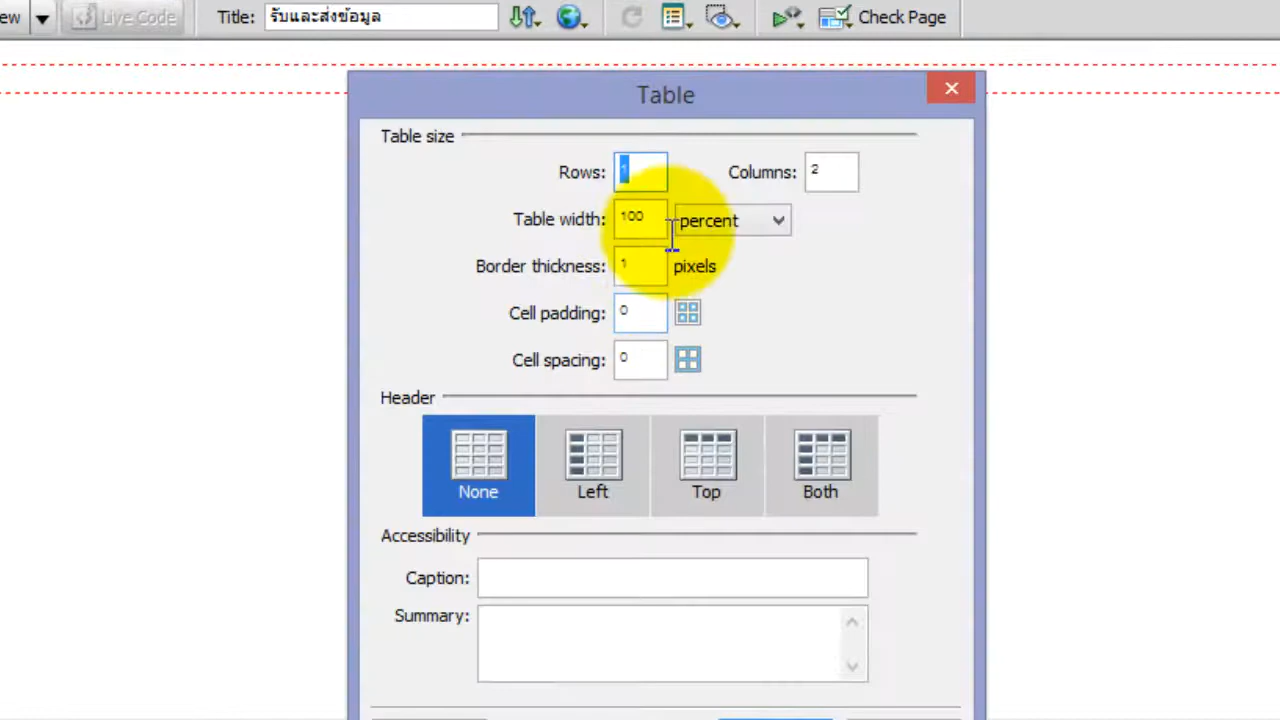 ew Live Code Title: รับและส่งข้อมูล Check Page
Table
Table size
Rows: 1 Columns: 2
Table width: 100 percent
Border thickness: 1 pixels
Cell padding: 0
Cell spacing: 0
Header
None Left Top Both
Accessibility
Caption:
Summary: